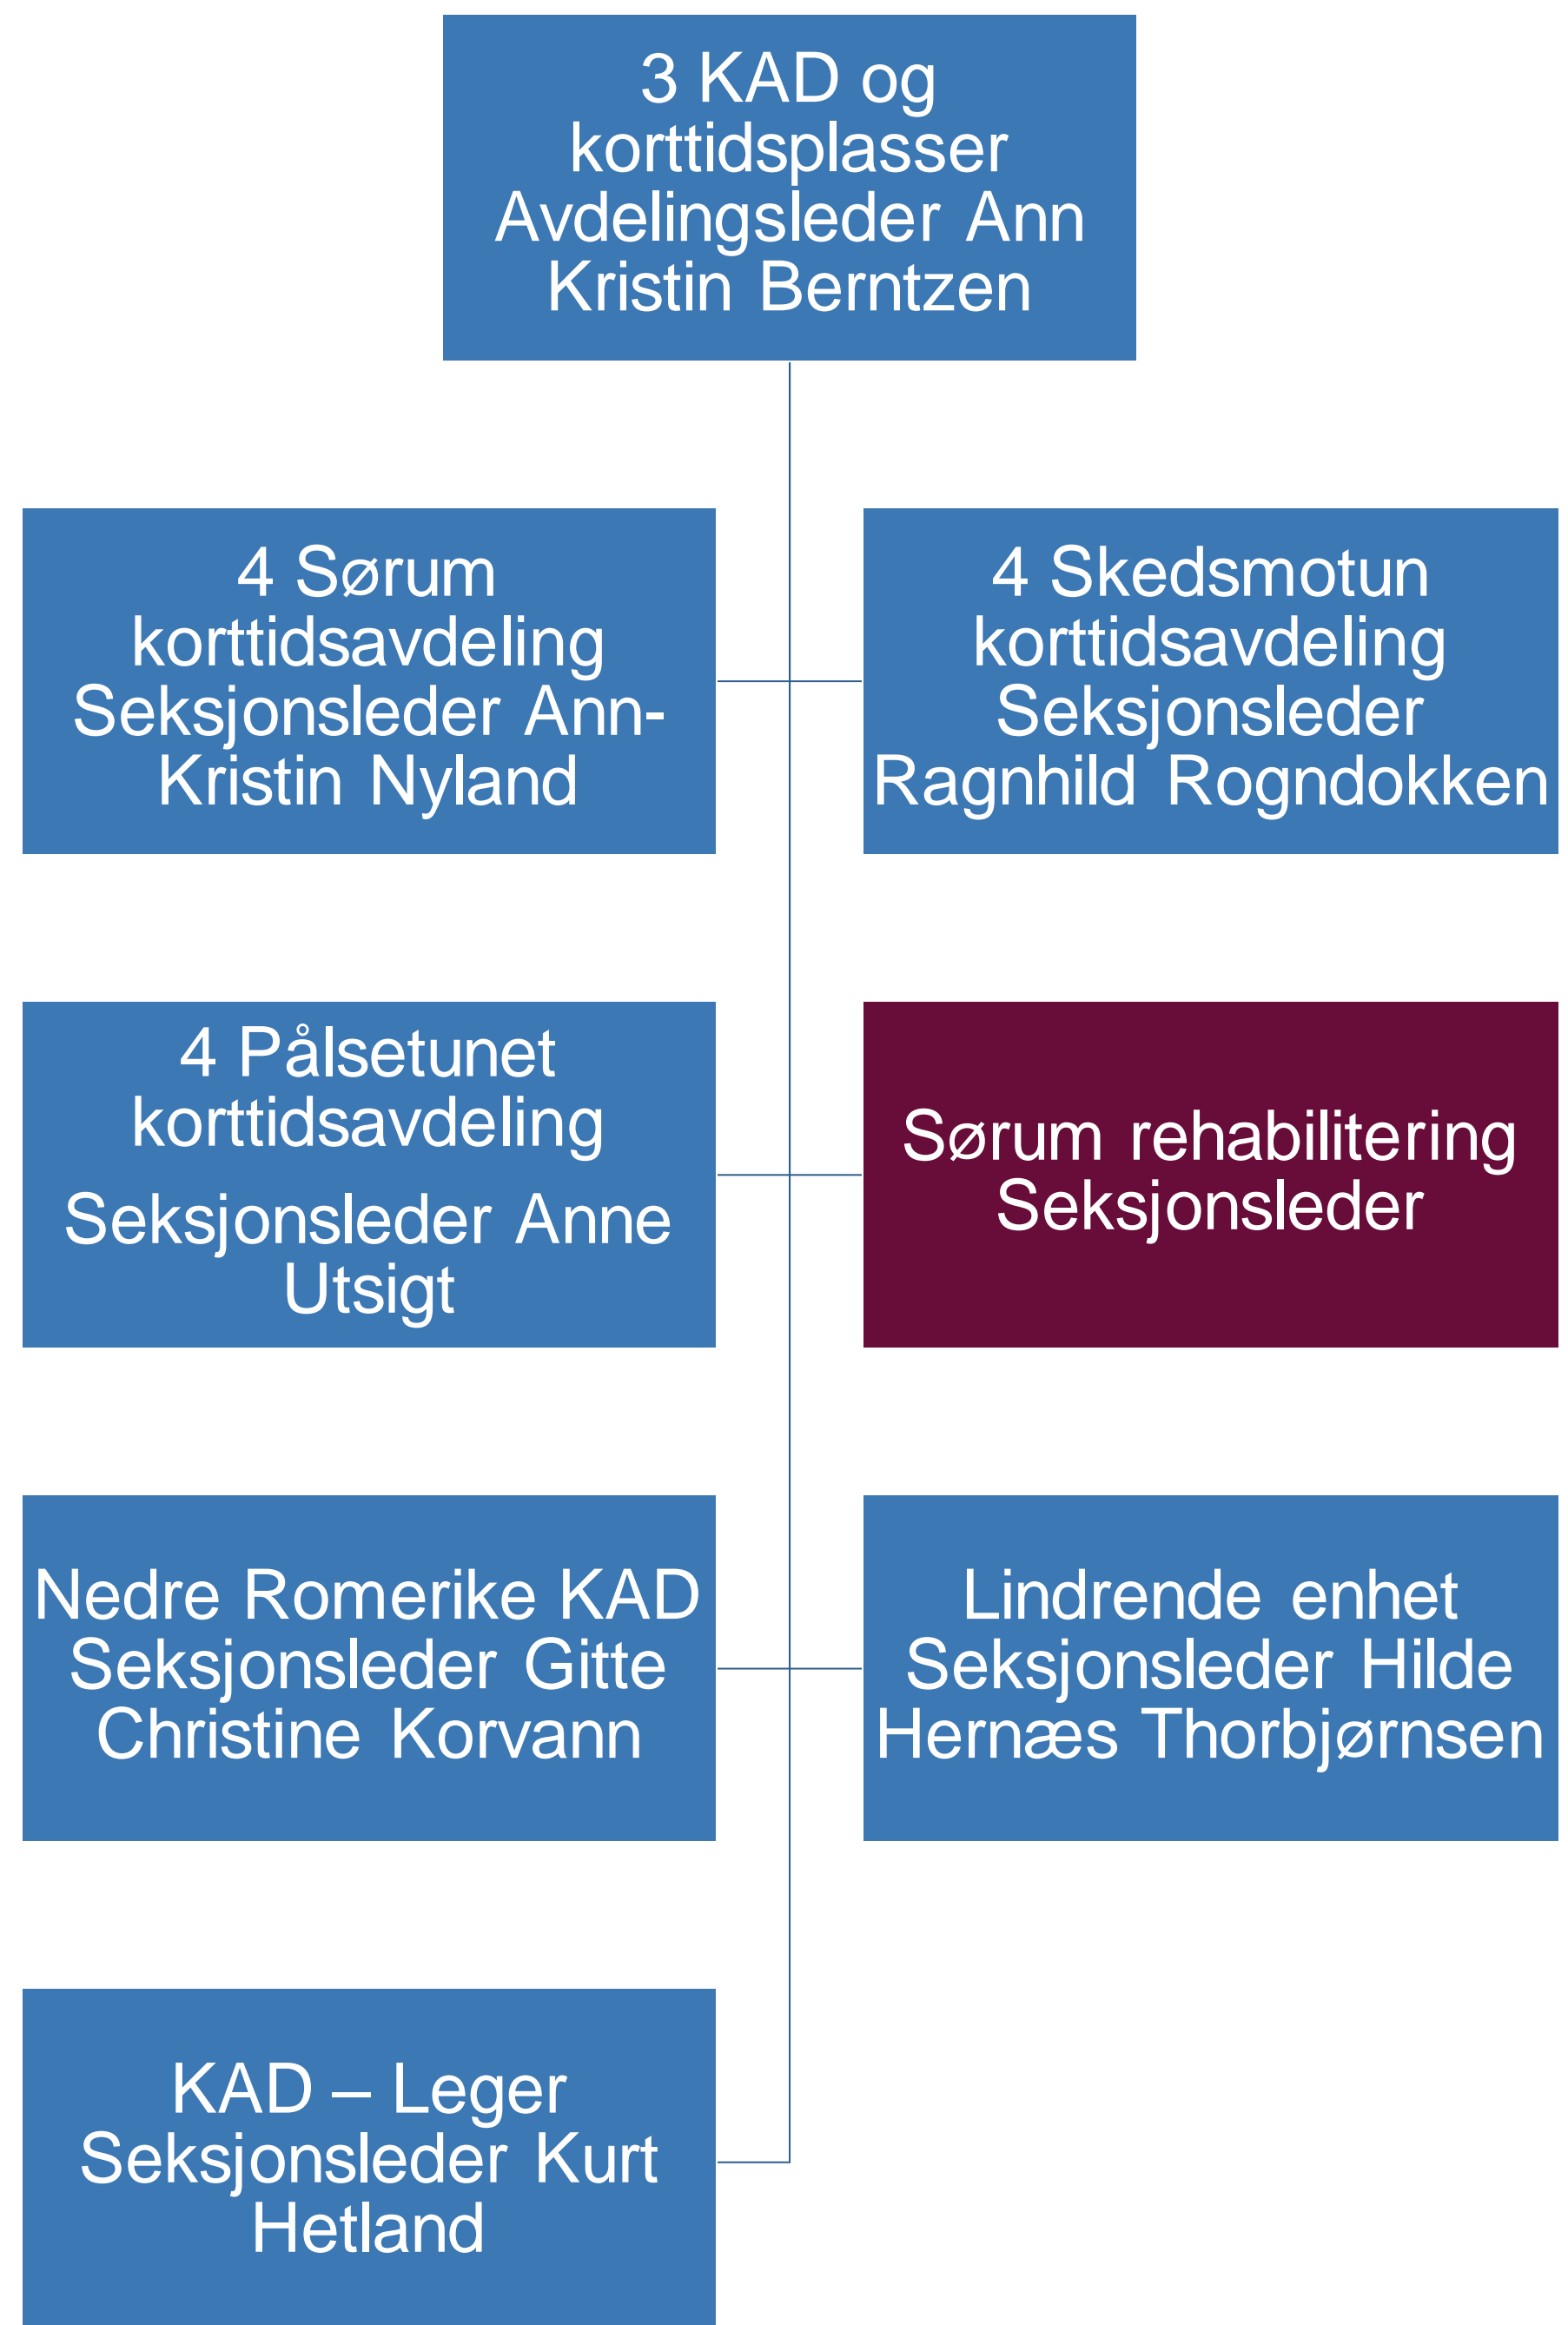 3 KAD og
korttidsplasser
Avdelingsleder Ann
Kristin Berntzen
4 Sørum
korttidsavdeling
Seksjonsleder Ann-
Kristin Nyland
4 Skedsmotun
korttidsavdeling
Seksjonsleder
Ragnhild Rogndokken
4 Pålsetunet
korttidsavdeling
Seksjonsleder Anne
Utsigt
Sørum rehabilitering
Seksjonsleder
Nedre Romerike KAD
Seksjonsleder Gitte
Christine Korvann
Lindrende enhet
Seksjonsleder Hilde
Hernæs Thorbjørnsen
KAD – Leger
Seksjonsleder Kurt
Hetland